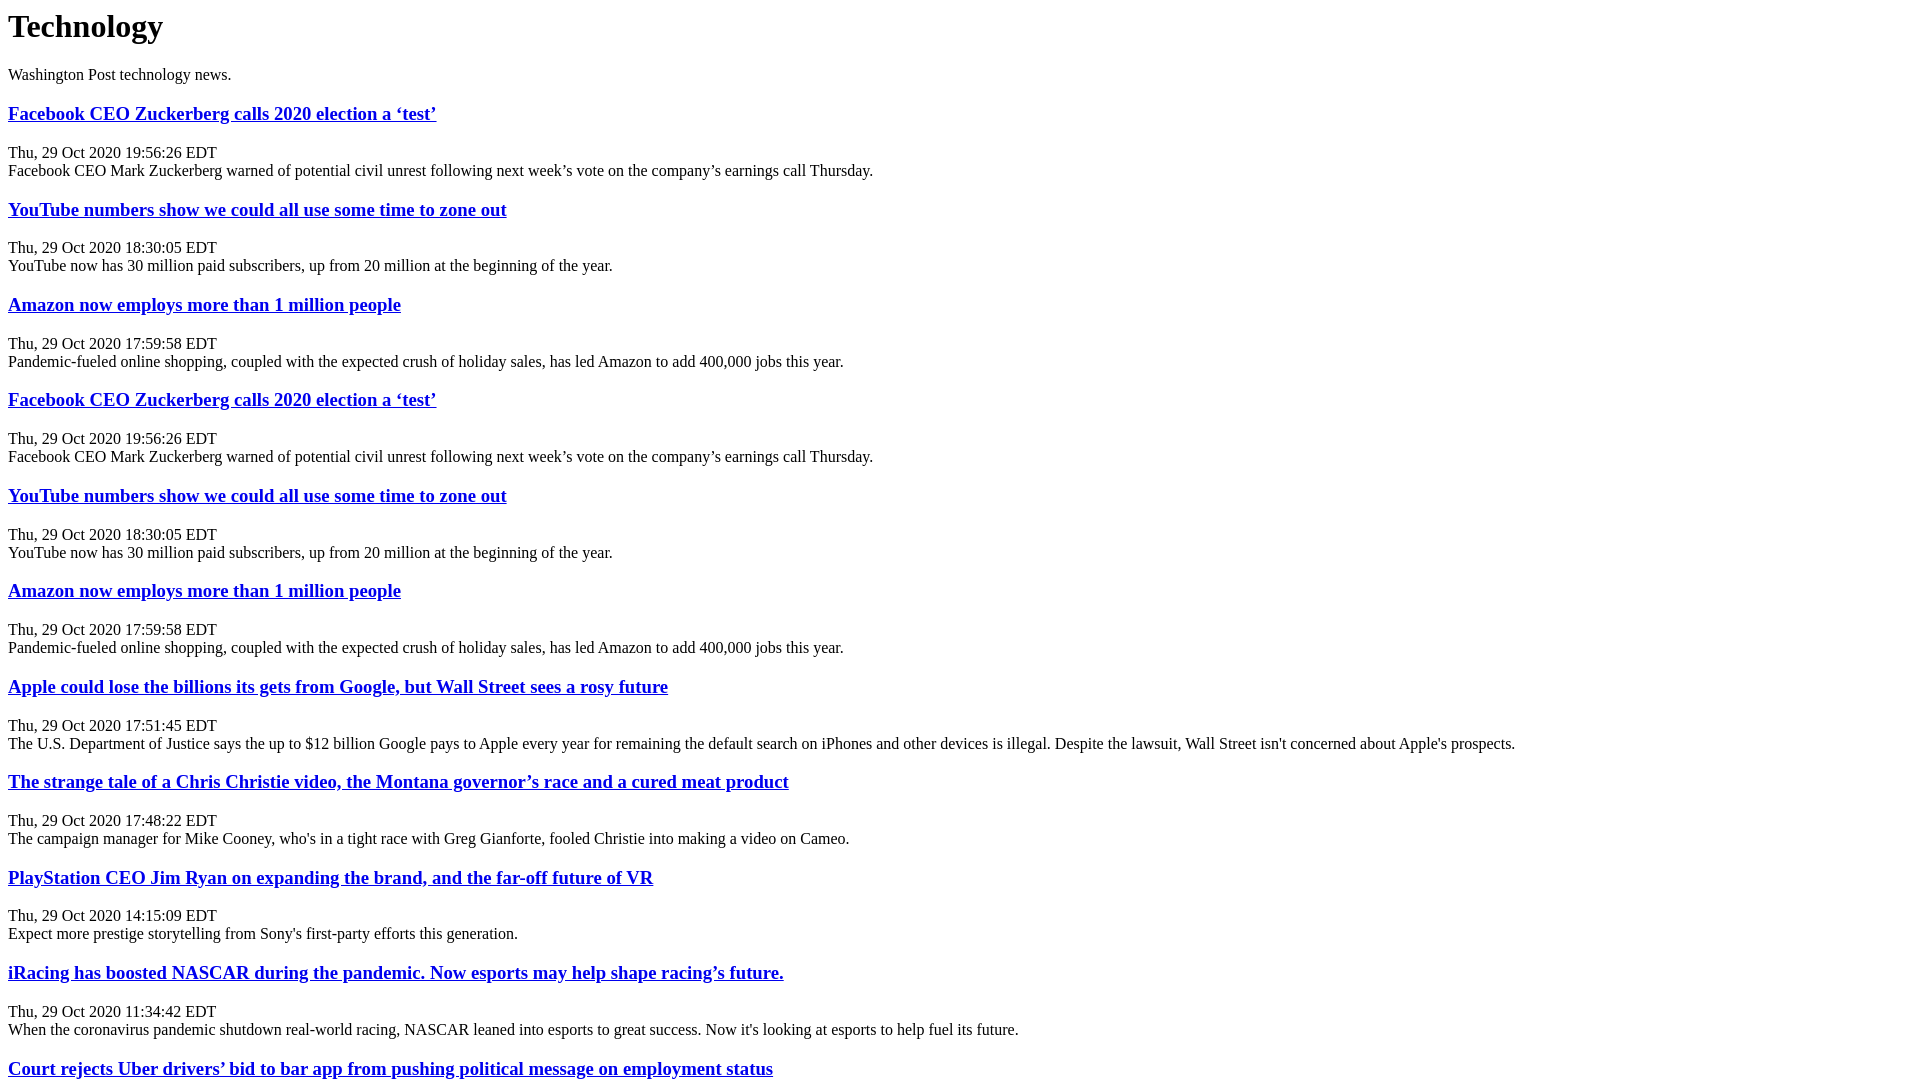 Technology
Washington Post technology news.
Facebook CEO Zuckerberg calls 2020 election a ‘test’
Thu, 29 Oct 2020 19:56:26 EDT
Facebook CEO Mark Zuckerberg warned of potential civil unrest following next week’s vote on the company’s earnings call Thursday.
YouTube numbers show we could all use some time to zone out
Thu, 29 Oct 2020 18:30:05 EDT
YouTube now has 30 million paid subscribers, up from 20 million at the beginning of the year.
Amazon now employs more than 1 million people
Thu, 29 Oct 2020 17:59:58 EDT
Pandemic-fueled online shopping, coupled with the expected crush of holiday sales, has led Amazon to add 400,000 jobs this year.
Facebook CEO Zuckerberg calls 2020 election a ‘test’
Thu, 29 Oct 2020 19:56:26 EDT
Facebook CEO Mark Zuckerberg warned of potential civil unrest following next week’s vote on the company’s earnings call Thursday.
YouTube numbers show we could all use some time to zone out
Thu, 29 Oct 2020 18:30:05 EDT
YouTube now has 30 million paid subscribers, up from 20 million at the beginning of the year.
Amazon now employs more than 1 million people
Thu, 29 Oct 2020 17:59:58 EDT
Pandemic-fueled online shopping, coupled with the expected crush of holiday sales, has led Amazon to add 400,000 jobs this year.
Apple could lose the billions its gets from Google, but Wall Street sees a rosy future
Thu, 29 Oct 2020 17:51:45 EDT
The U.S. Department of Justice says the up to $12 billion Google pays to Apple every year for remaining the default search on iPhones and other devices is illegal. Despite the lawsuit, Wall Street isn't concerned about Apple's prospects.
The strange tale of a Chris Christie video, the Montana governor’s race and a cured meat product
Thu, 29 Oct 2020 17:48:22 EDT
The campaign manager for Mike Cooney, who's in a tight race with Greg Gianforte, fooled Christie into making a video on Cameo.
PlayStation CEO Jim Ryan on expanding the brand, and the far-off future of VR
Thu, 29 Oct 2020 14:15:09 EDT
Expect more prestige storytelling from Sony's first-party efforts this generation.
iRacing has boosted NASCAR during the pandemic. Now esports may help shape racing’s future.
Thu, 29 Oct 2020 11:34:42 EDT
When the coronavirus pandemic shutdown real-world racing, NASCAR leaned into esports to great success. Now it's looking at esports to help fuel its future.
Court rejects Uber drivers’ bid to bar app from pushing political message on employment status